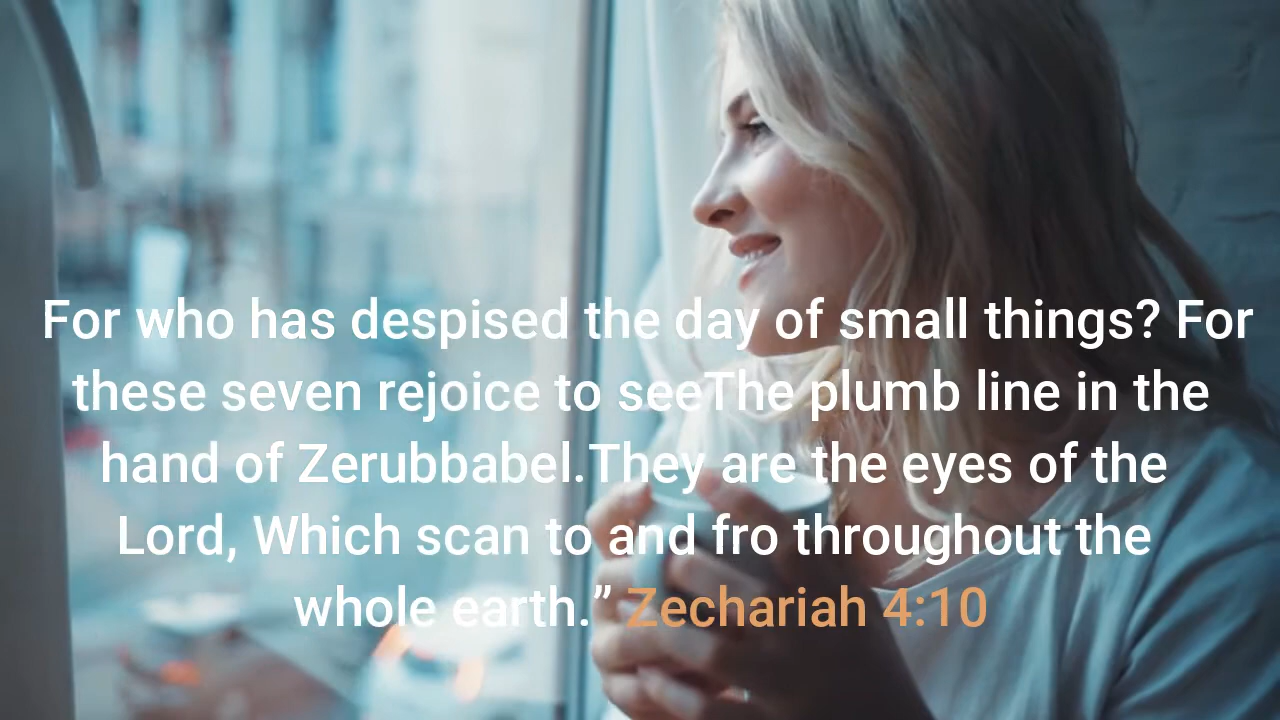 For who has despised the day of small things? For
these seven rejoice to seeThe plumb line in the
hand of Zerubbabel.They are the eyes of the
Lord, Which scan to and fro throughout the
whole earth.” Zechariah 4:10